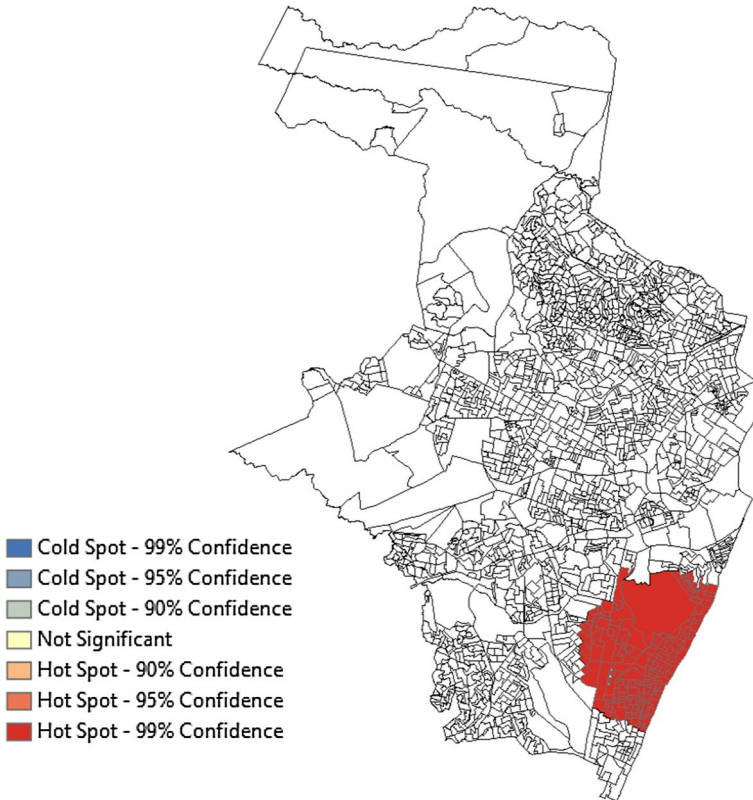 Cold Spot - 99% Confidence
Cold Spot - 95% Confidence
Cold Spot - 90% Confidence
Not Significant
Hot Spot - 90% Confidence
Hot Spot - 95% Confidence
Hot Spot - 99% Confidence